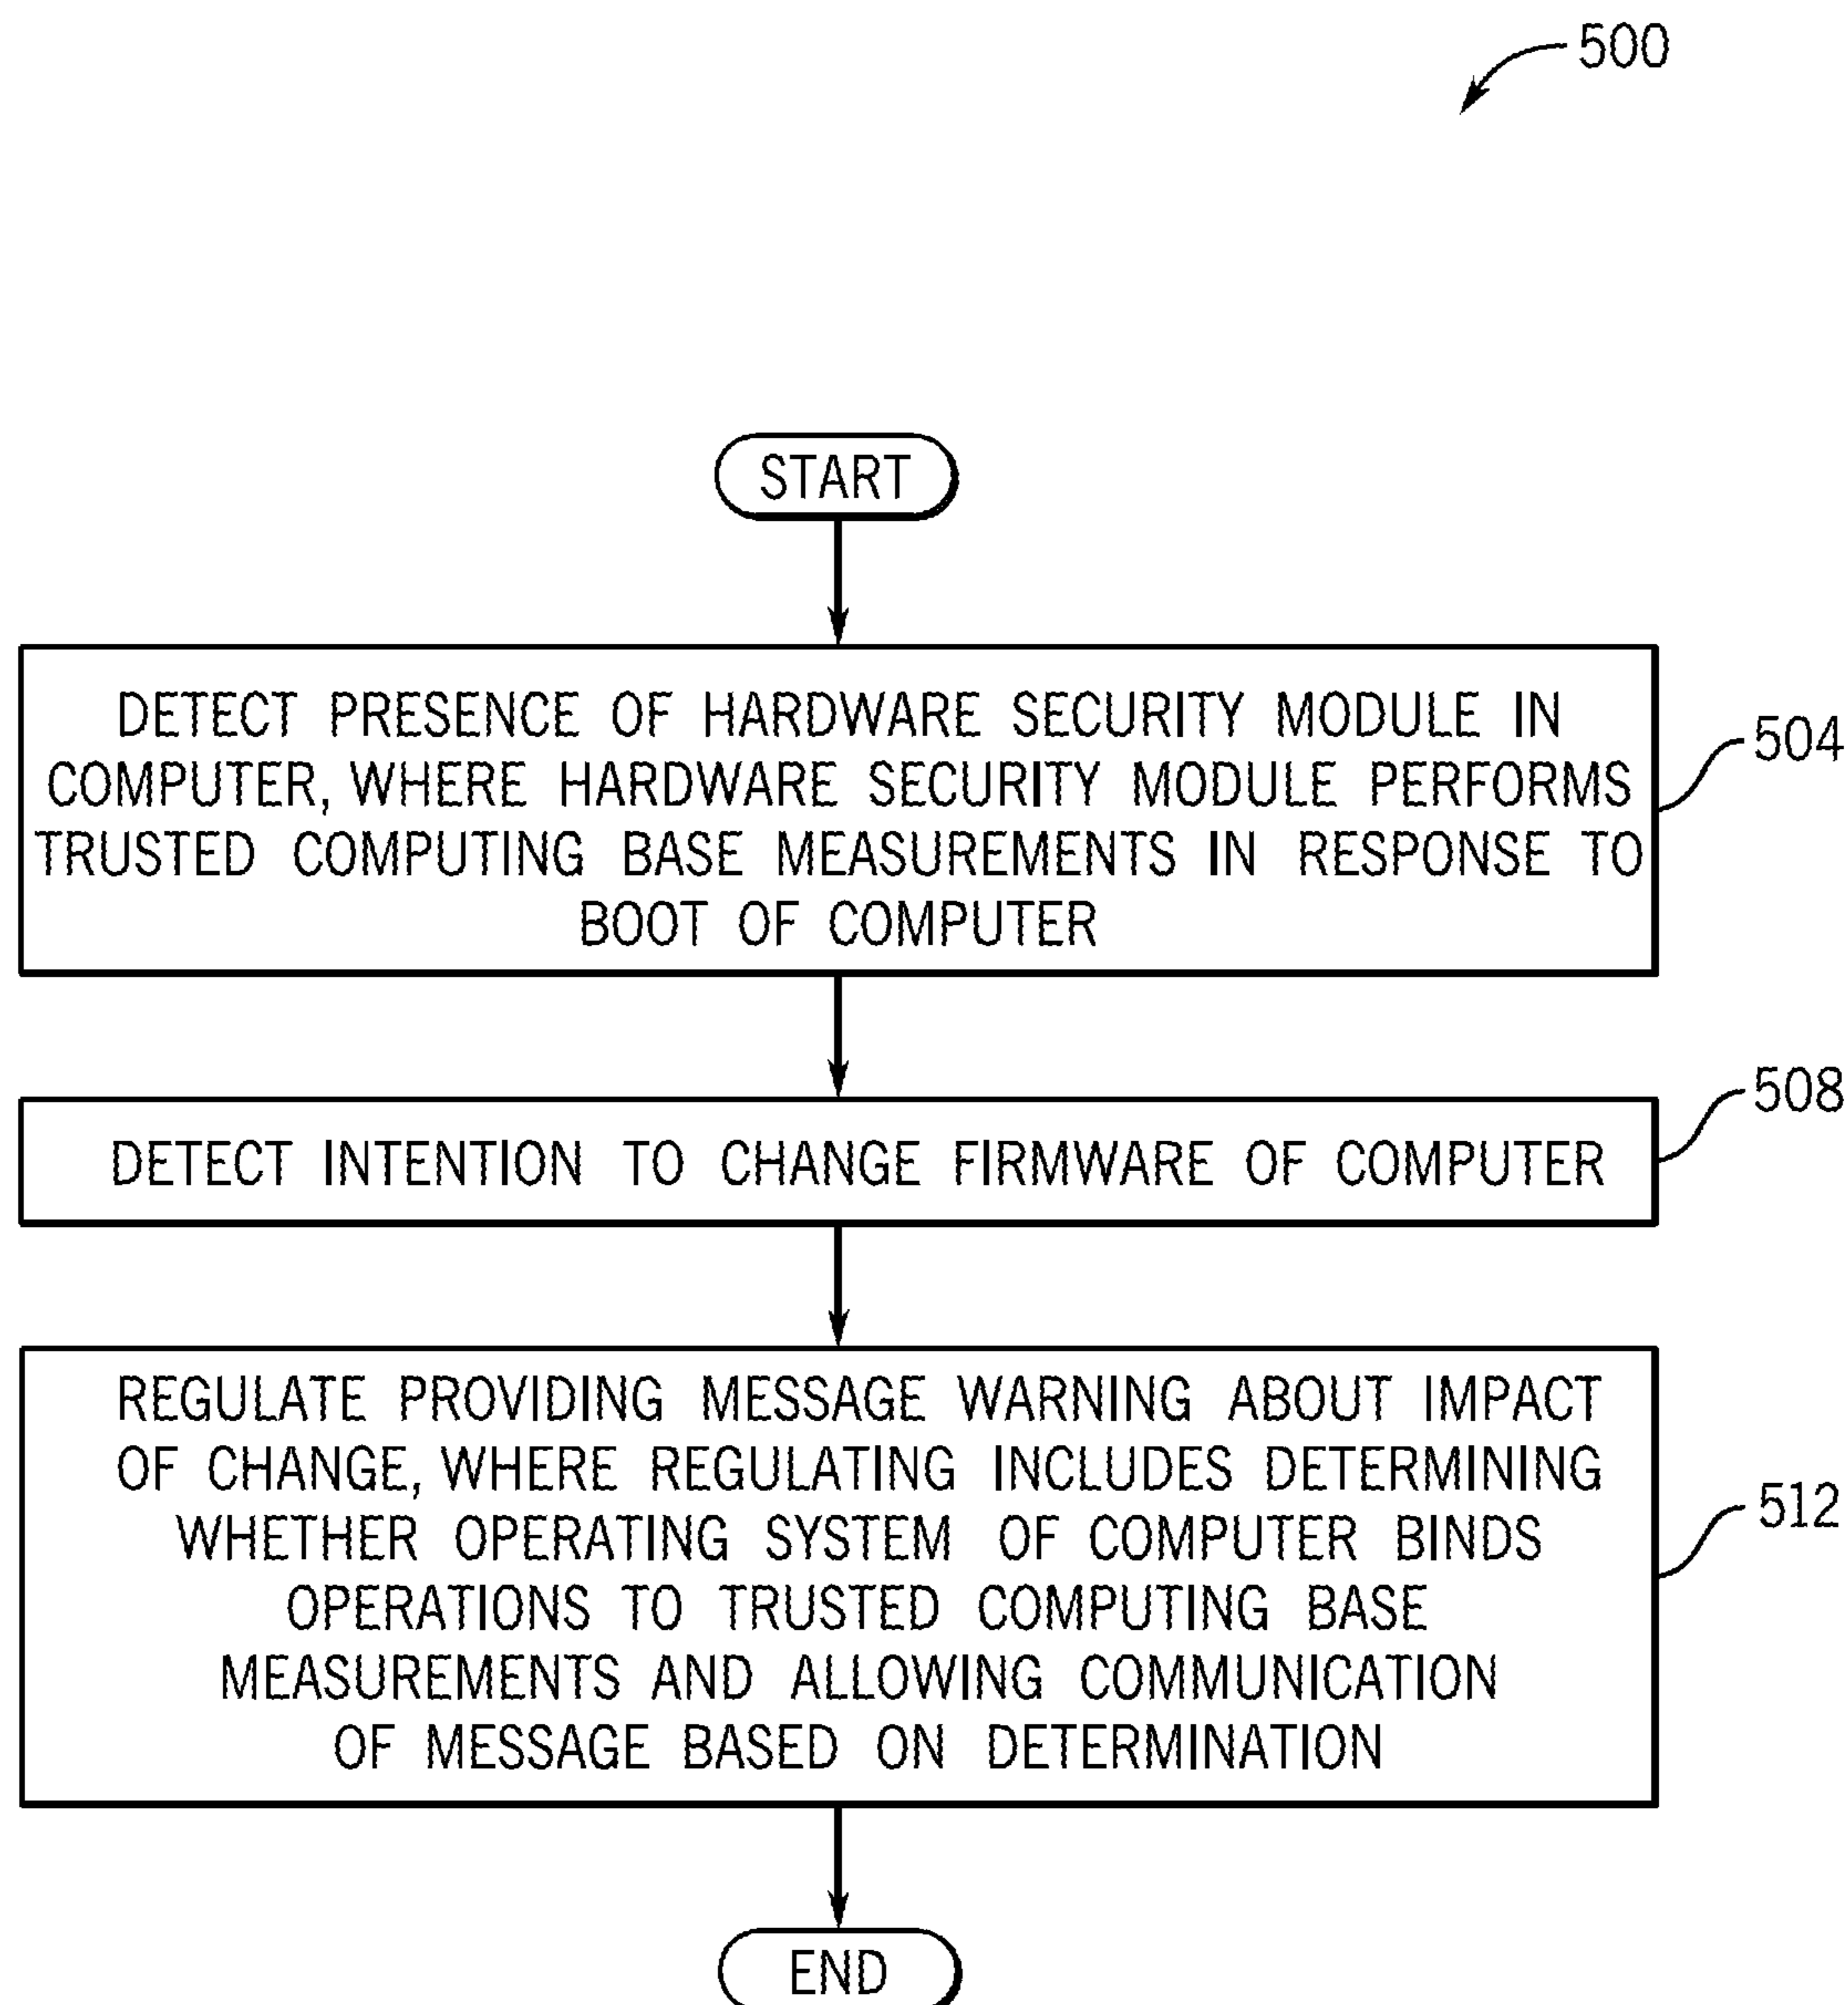 500
START
DETECT PRESENCE OF HARDWARE SECURITY MODULE IN
COMPUTER, WHERE HARDWARE SECURITY MODULE PERFORMS
TRUSTED COMPUTING BASE MEASUREMENTS IN RESPONSE TO
BOOT OF COMPUTER
504
DETECT INTENTION TO CHANGE FIRMWARE OF COMPUTER
508
REGULATE PROVIDING MESSAGE WARNING ABOUT IMPACT
OF CHANGE, WHERE REGULATING INCLUDES DETERMINING
WHETHER OPERATING SYSTEM OF COMPUTER BINDS
OPERATIONS TO TRUSTED COMPUTING BASE
MEASUREMENTS AND ALLOWING COMMUNICATION
OF MESSAGE BASED ON DETERMINATION
512
END